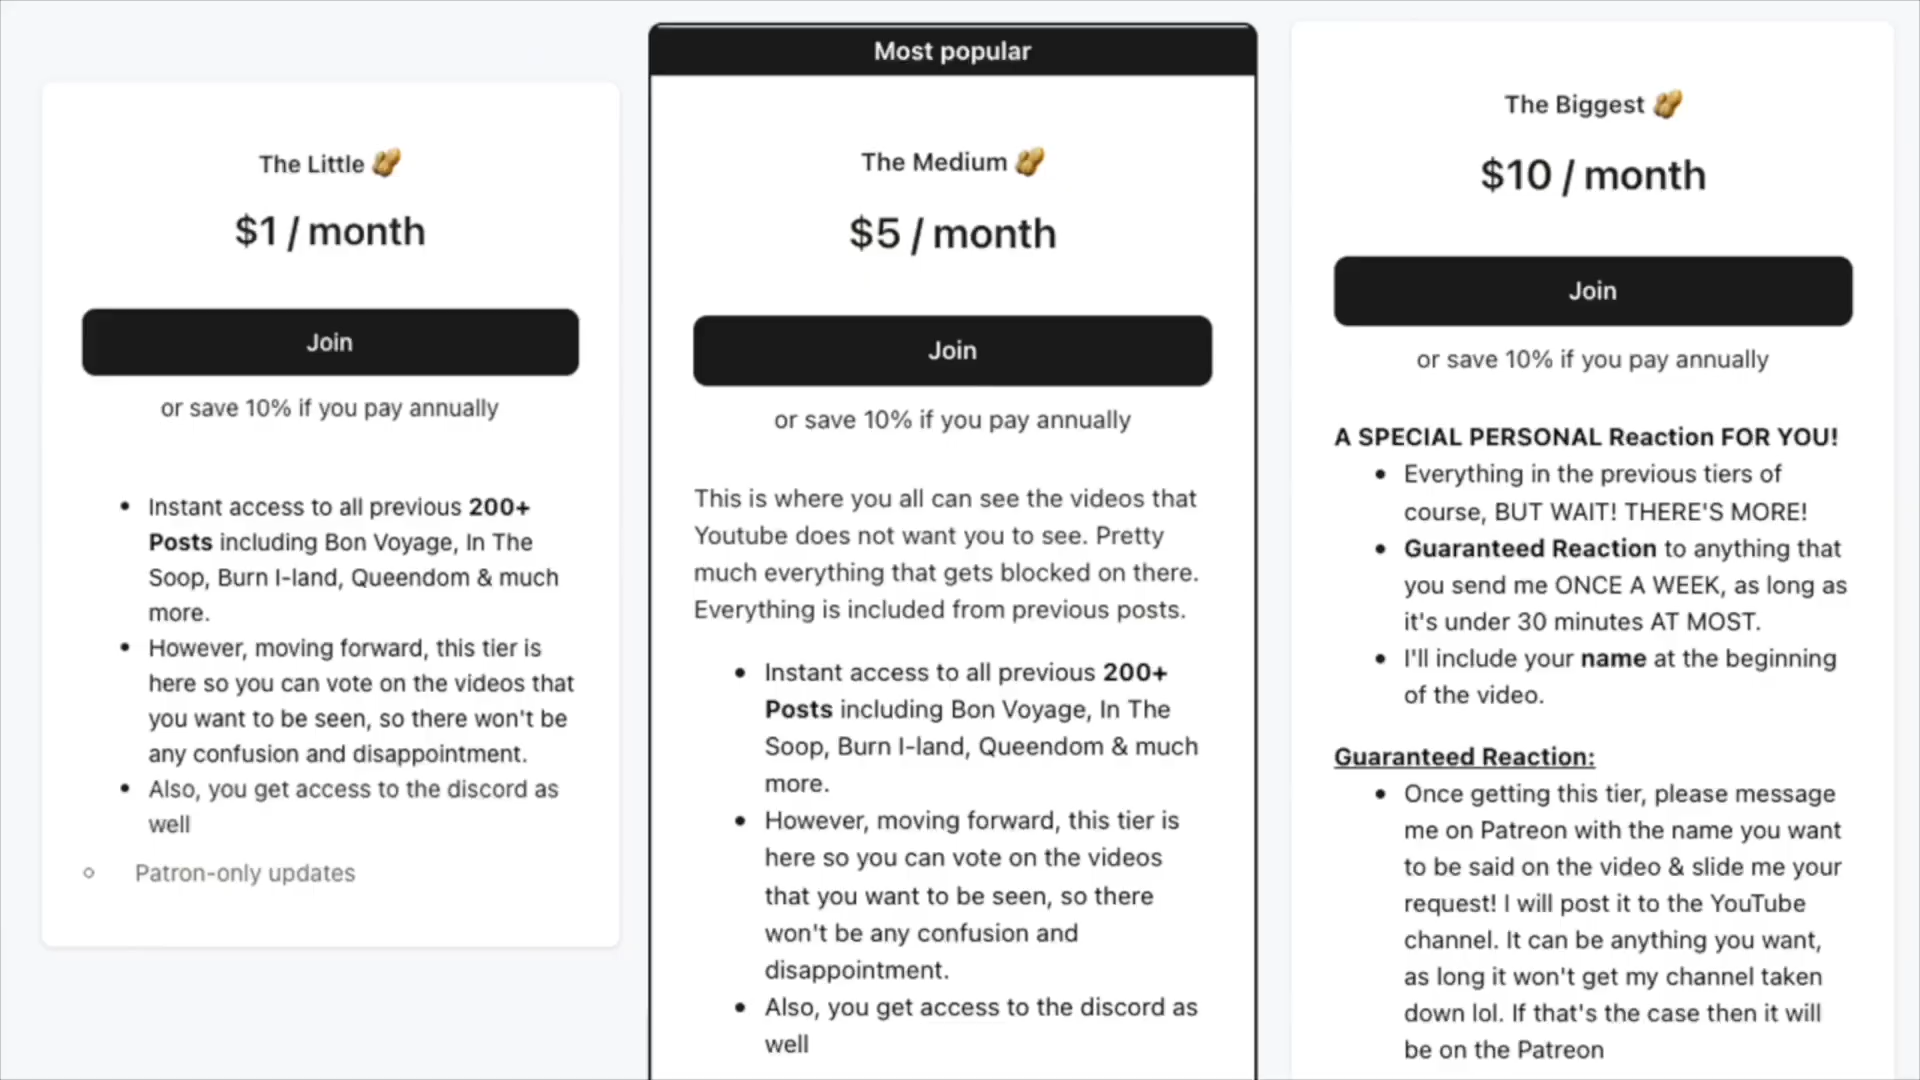 The Little
$1 / month
Join
or save 10% if you pay annually
Instant access to all previous 200+
Posts including Bon Voyage, In The
Soop, Burn I-land, Queendom & much
more.
However, moving forward, this tier is
here so you can vote on the videos that
you want to be seen, so there won't be
any confusion and disappointment.
Also, you get access to the discord as
well
Patron-only updates
Most popular
The Medium
$5 / month
Join
or save 10% if you pay annually
This is where you all can see the videos that
Youtube does not want you to see. Pretty
much everything that gets blocked on there.
Everything is included from previous posts.
Instant access to all previous 200+
Posts including Bon Voyage, In The
Soop, Burn I-land, Queendom & much
more.
However, moving forward, this tier is
here so you can vote on the videos
that you want to be seen, so there
won't be any confusion and
disappointment.
Also, you get access to the discord as
well
The Biggest
$10 / month
Join
or save 10% if you pay annually
A SPECIAL PERSONAL Reaction FOR YOU!
Everything in the previous tiers of
course, BUT WAIT! THERE'S MORE!
Guaranteed Reaction to anything that
you send me ONCE A WEEK, as long as
it's under 30 minutes AT MOST.
I'll include your name at the beginning
of the video.
Guaranteed Reaction:
Once getting this tier, please message
me on Patreon with the name you want
to be said on the video & slide me your
request! I will post it to the YouTube
channel. It can be anything you want,
as long it won't get my channel taken
down lol. If that's the case then it will
be on the Patreon